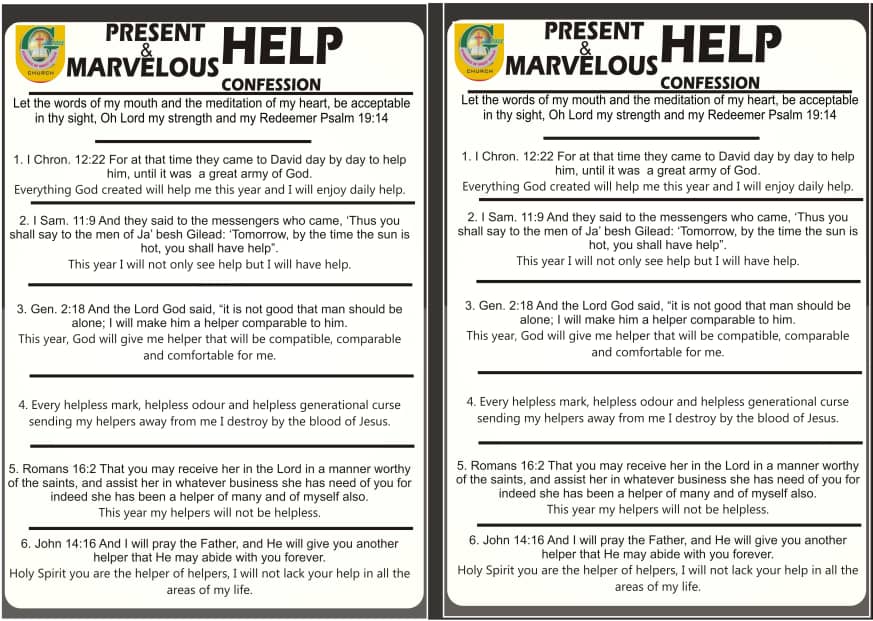 PRESENT
&
MARVELOUS
HELP
CONFESSION
CHURCH
Let the words of my mouth and the meditation of my heart, be acceptable
in thy sight, Oh Lord my strength and my Redeemer Psalm 19:14
1. I Chron. 12:22 For at that time they came to David day by day to help
him, until it was a great army of God.
Everything God created will help me this year and I will enjoy daily help.
2. I Sam. 11:9 And they said to the messengers who came, ‘Thus you
shall say to the men of Ja’ besh Gilead: ‘Tomorrow, by the time the sun is
hot, you shall have help”.
This year I will not only see help but I will have help.
3. Gen. 2:18 And the Lord God said, “it is not good that man should be
alone; I will make him a helper comparable to him.
This year, God will give me helper that will be compatible, comparable
and comfortable for me.
4. Every helpless mark, helpless odour and helpless generational curse
sending my helpers away from me I destroy by the blood of Jesus.
5. Romans 16:2 That you may receive her in the Lord in a manner worthy
of the saints, and assist her in whatever business she has need of you for
indeed she has been a helper of many and of myself also.
This year my helpers will not be helpless.
6. John 14:16 And I will pray the Father, and He will give you another
helper that He may abide with you forever.
Holy Spirit you are the helper of helpers, I will not lack your help in all the
areas of my life.
PRESENT
&
MARVELOUS
HELP
CONFESSION
CHURCH
Let the words of my mouth and the meditation of my heart, be acceptable
in thy sight, Oh Lord my strength and my Redeemer Psalm 19:14
1. I Chron. 12:22 For at that time they came to David day by day to help
him, until it was a great army of God.
Everything God created will help me this year and I will enjoy daily help.
2. I Sam. 11:9 And they said to the messengers who came, ‘Thus you
shall say to the men of Ja’ besh Gilead: ‘Tomorrow, by the time the sun is
hot, you shall have help”.
This year I will not only see help but I will have help.
3. Gen. 2:18 And the Lord God said, “it is not good that man should be
alone; I will make him a helper comparable to him.
This year, God will give me helper that will be compatible, comparable
and comfortable for me.
4. Every helpless mark, helpless odour and helpless generational curse
sending my helpers away from me I destroy by the blood of Jesus.
5. Romans 16:2 That you may receive her in the Lord in a manner worthy
of the saints, and assist her in whatever business she has need of you for
indeed she has been a helper of many and of myself also.
This year my helpers will not be helpless.
6. John 14:16 And I will pray the Father, and He will give you another
helper that He may abide with you forever.
Holy Spirit you are the helper of helpers, I will not lack your help in all the
areas of my life.